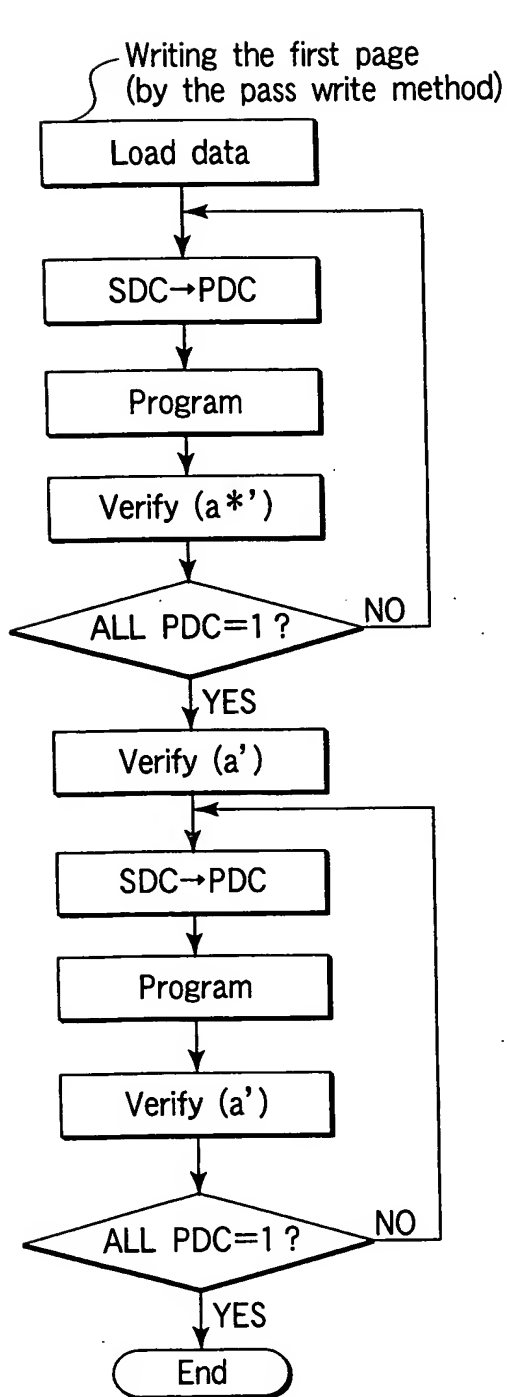 Writing the first page
(by the pass write method)
Load data
SDC→PDC
Program
Verify (a*’)
ALL PDC=1?
NO
YES
Verify (a’)
SDC→PDC
Program
Verify (a’)
ALL PDC=1?
NO
YES
End